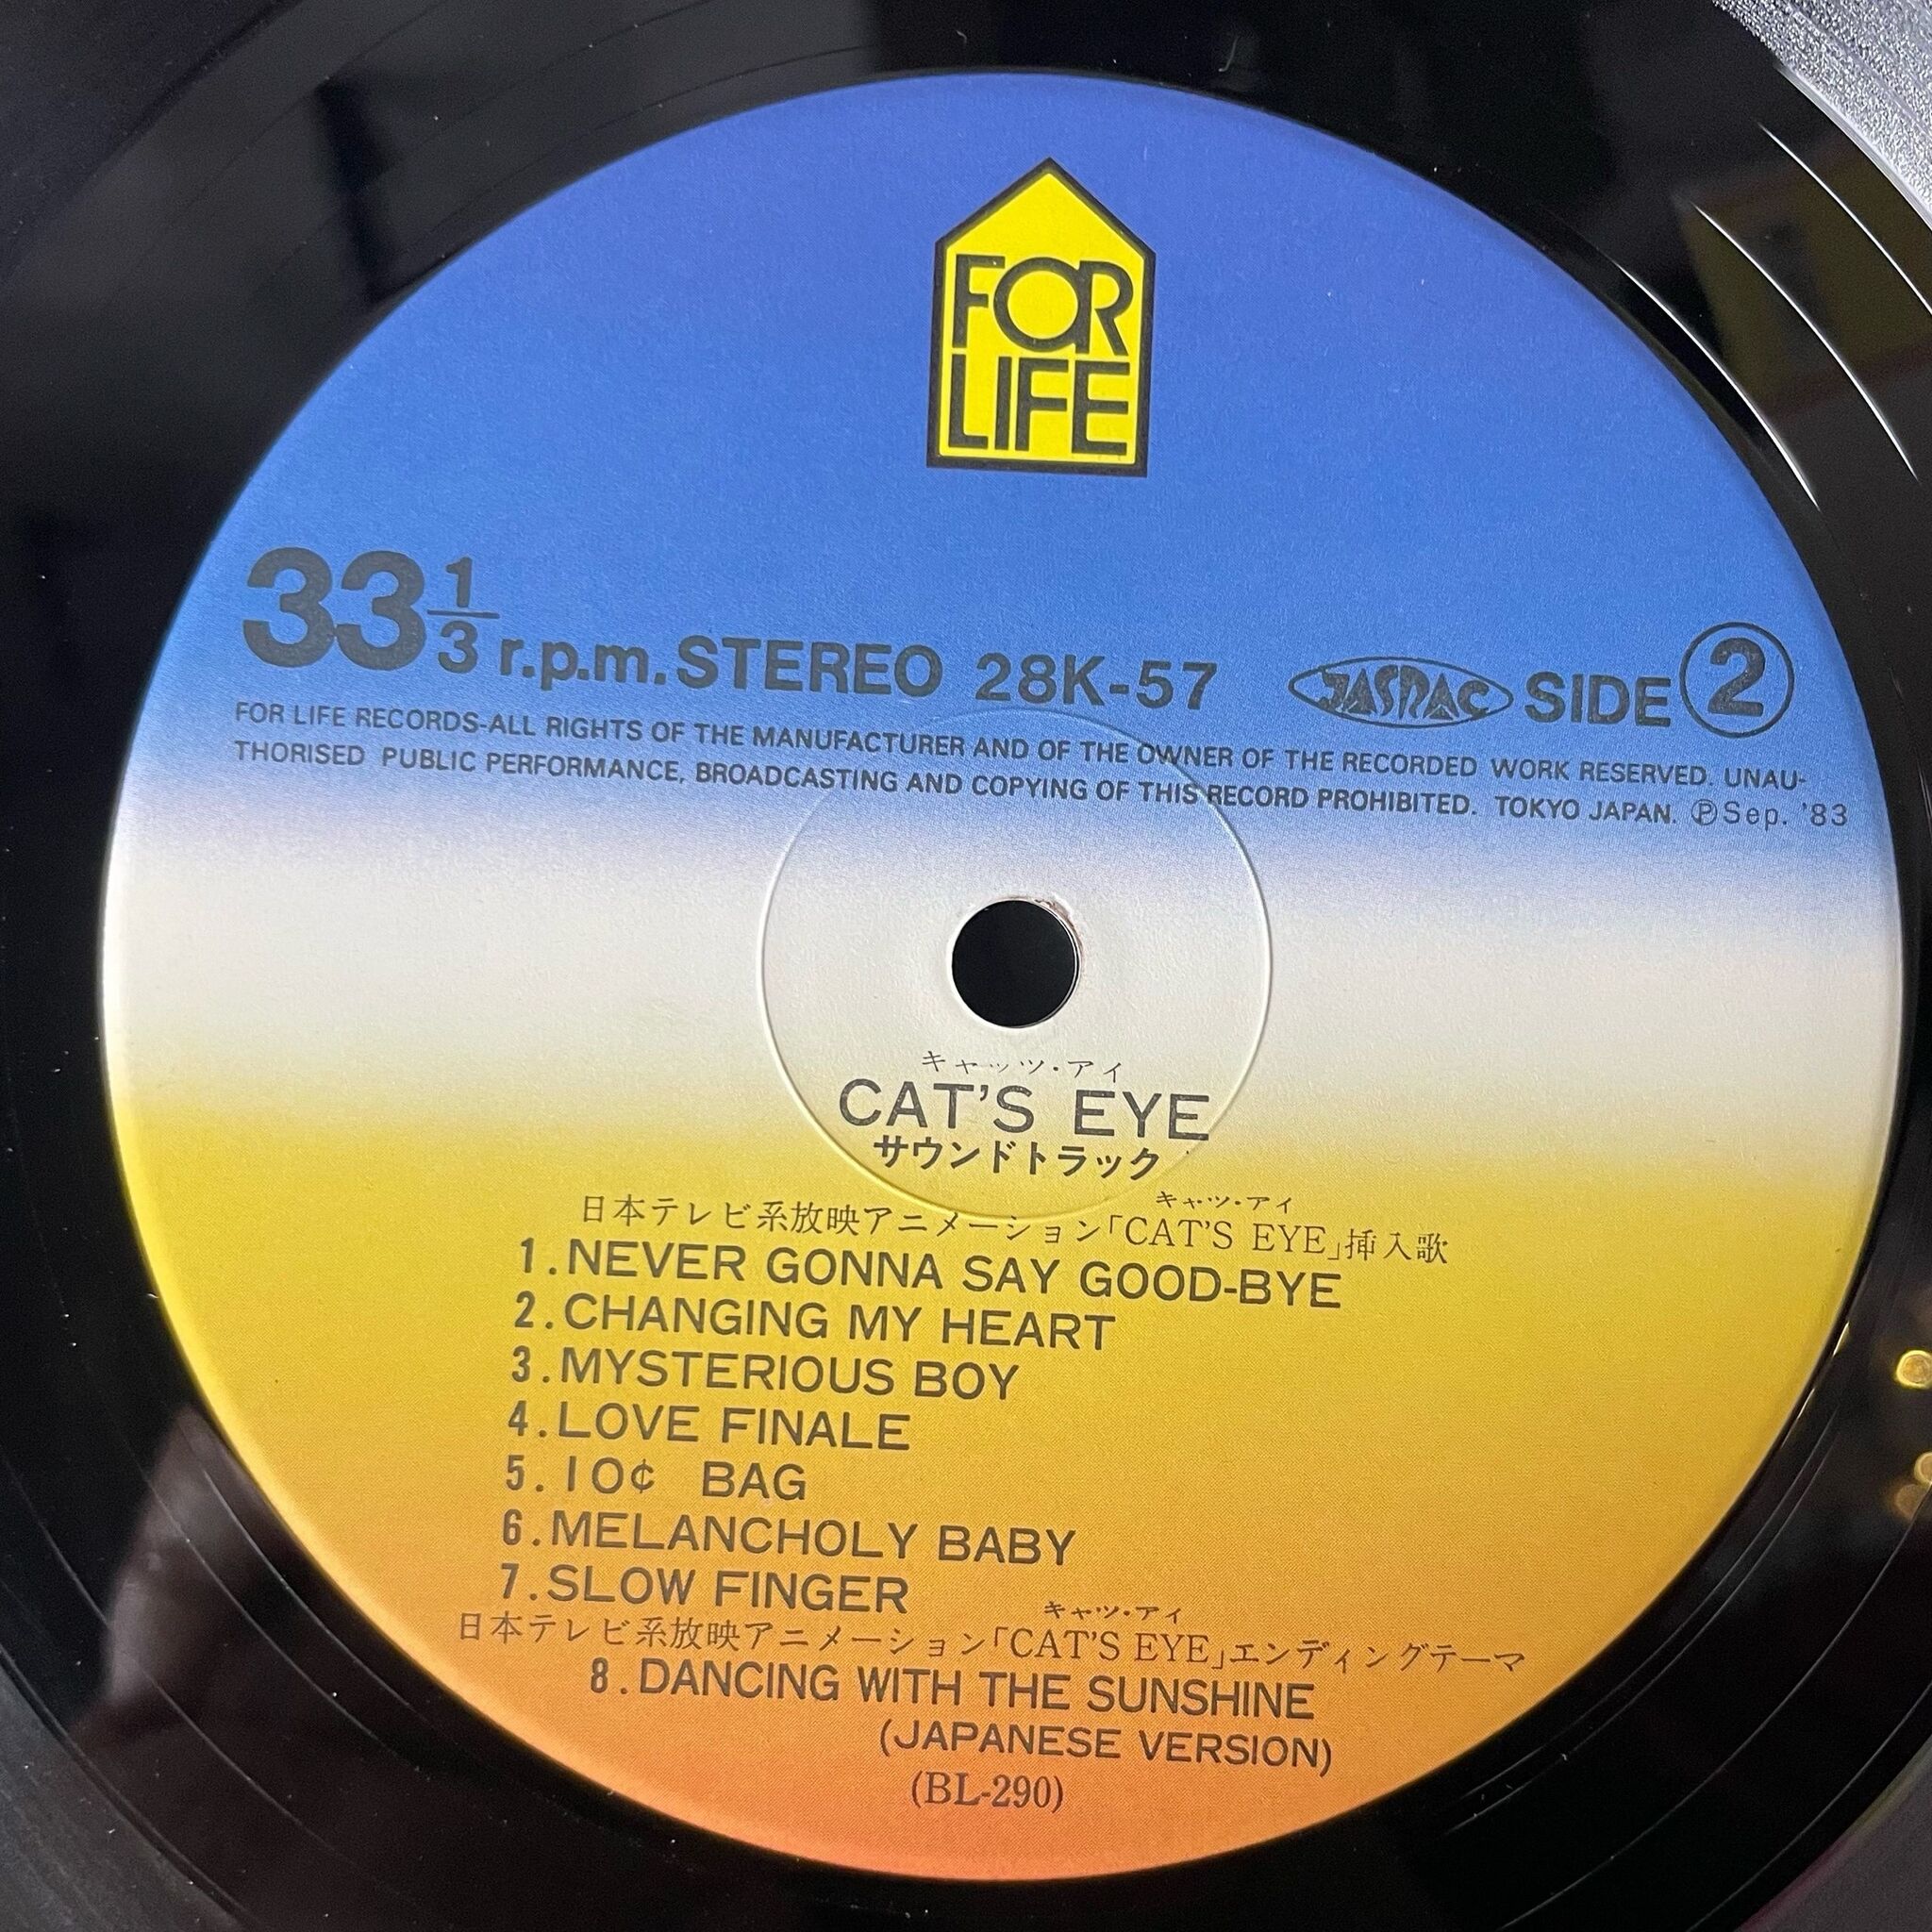 FOR
LIFE
33 1/3 r.p.m. STEREO 28K-57 JASRAC SIDE ②
FOR LIFE RECORDS-ALL RIGHTS OF THE MANUFACTURER AND OF THE OWNER OF THE RECORDED WORK RESERVED. UNAU-
THORISED PUBLIC PERFORMANCE, BROADCASTING AND COPYING OF THIS RECORD PROHIBITED. TOKYO JAPAN. ℗Sep. '83
キャッツ・アイ
CAT'S EYE
サウンドトラック
キャツ・アイ
日本テレビ系放映アニメーション「CAT'S EYE」挿入歌
1. NEVER GONNA SAY GOOD-BYE
2. CHANGING MY HEART
3. MYSTERIOUS BOY
4. LOVE FINALE
5. 10¢ BAG
6. MELANCHOLY BABY
7. SLOW FINGER
キャツ・アイ
日本テレビ系放映アニメーション「CAT'S EYE」エンディングテーマ
8. DANCING WITH THE SUNSHINE
(JAPANESE VERSION)
(BL-290)